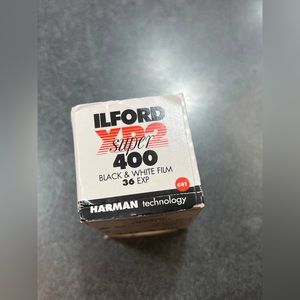 ILFORD
XP2
super
400
BLACK & WHITE FILM
36 EXP
C41
HARMAN technology